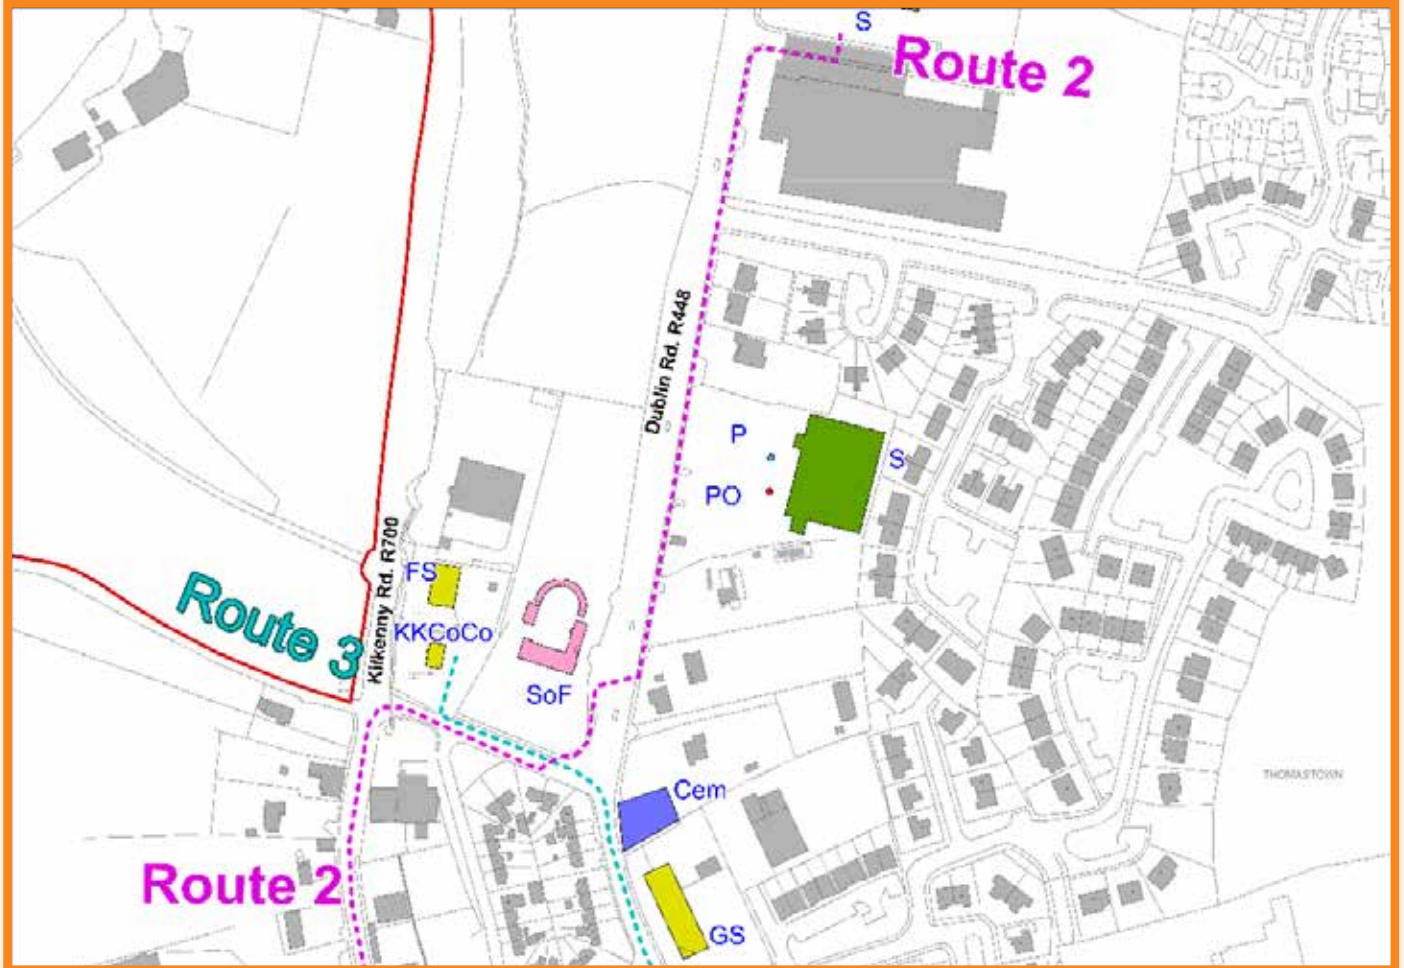 S
Route 2
Dublin Rd. R448
P
S
PO
Kilkenny Rd. R700
FS
Route 3
KKCoCo
SoF
THOMASTOWN
Cem
Route 2
GS